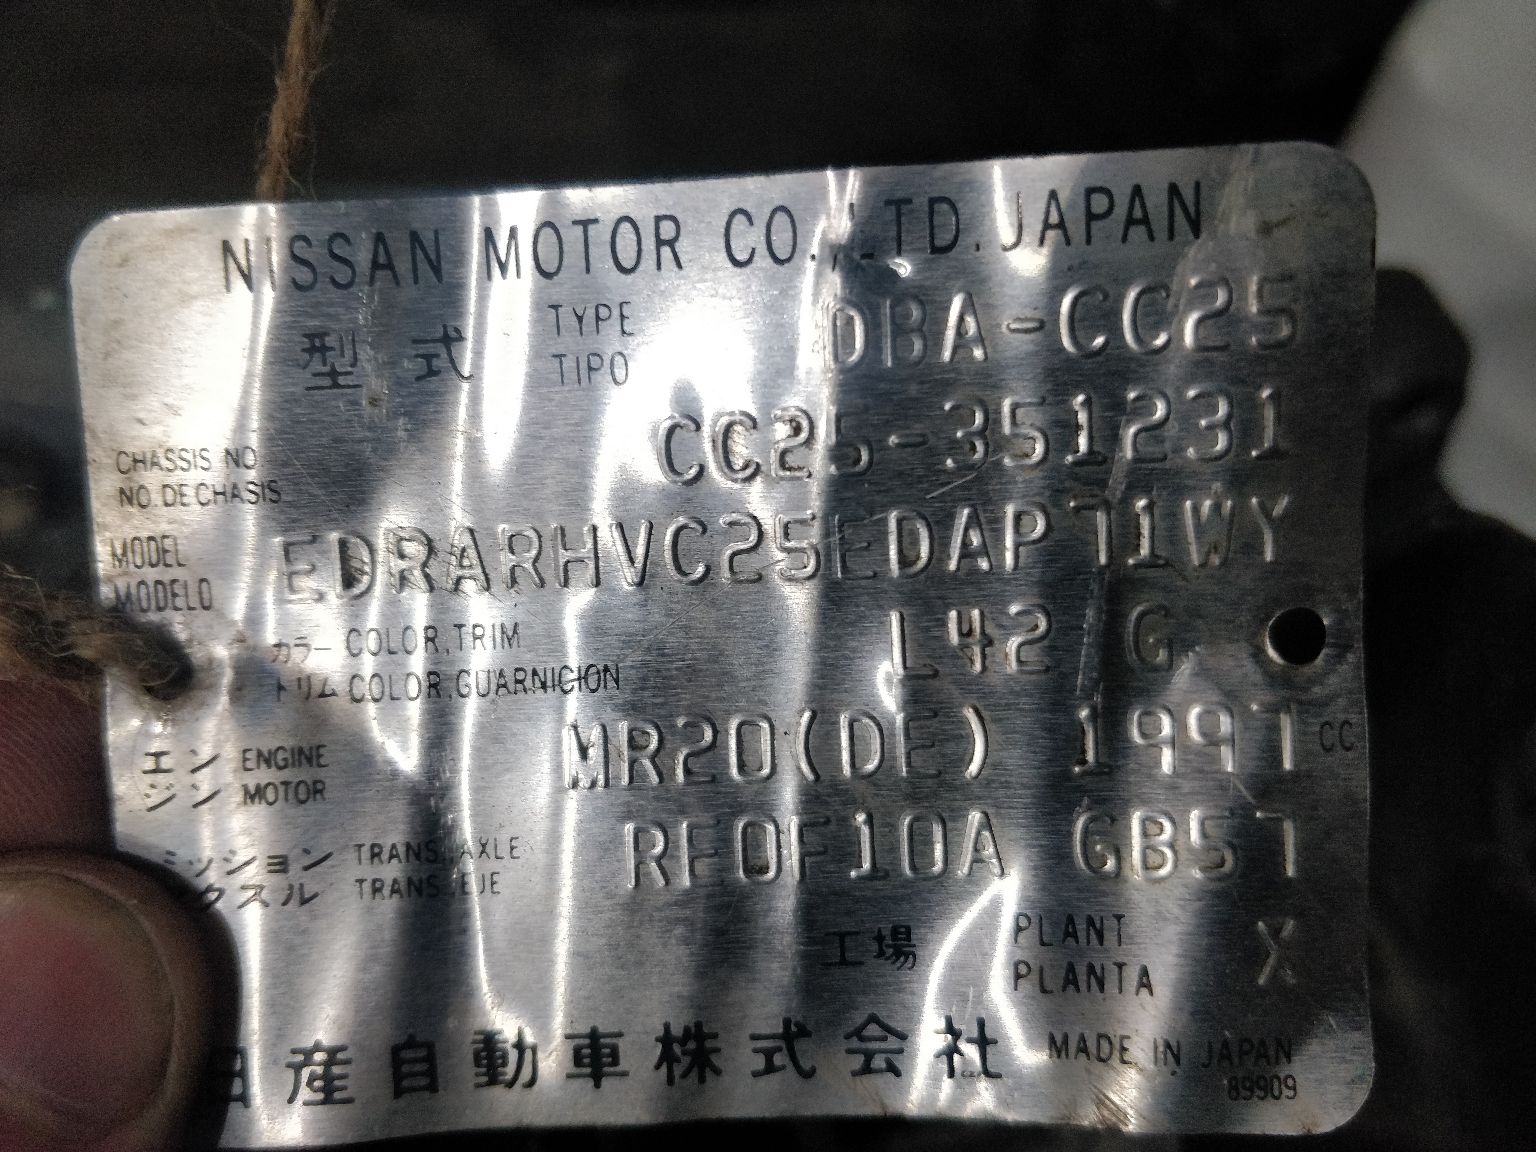 NISSAN MOTOR CO.,LTD.JAPAN
型式 TYPE TIPO DBA-CC25
CHASSIS NO. NO. DE CHASIS CC25-351231
MODEL MODELO EDRARHVC25EDAP71WY
カラー COLOR,TRIM
トリム COLOR,GUARNICION L42 G
エンジン ENGINE MOTOR MR20(DE) 1997 CC
ミッション TRANS.AXLE
クスル TRANS.EJE RE0F10A GB57
工場 PLANT PLANTA X
日産自動車株式会社 MADE IN JAPAN
89909